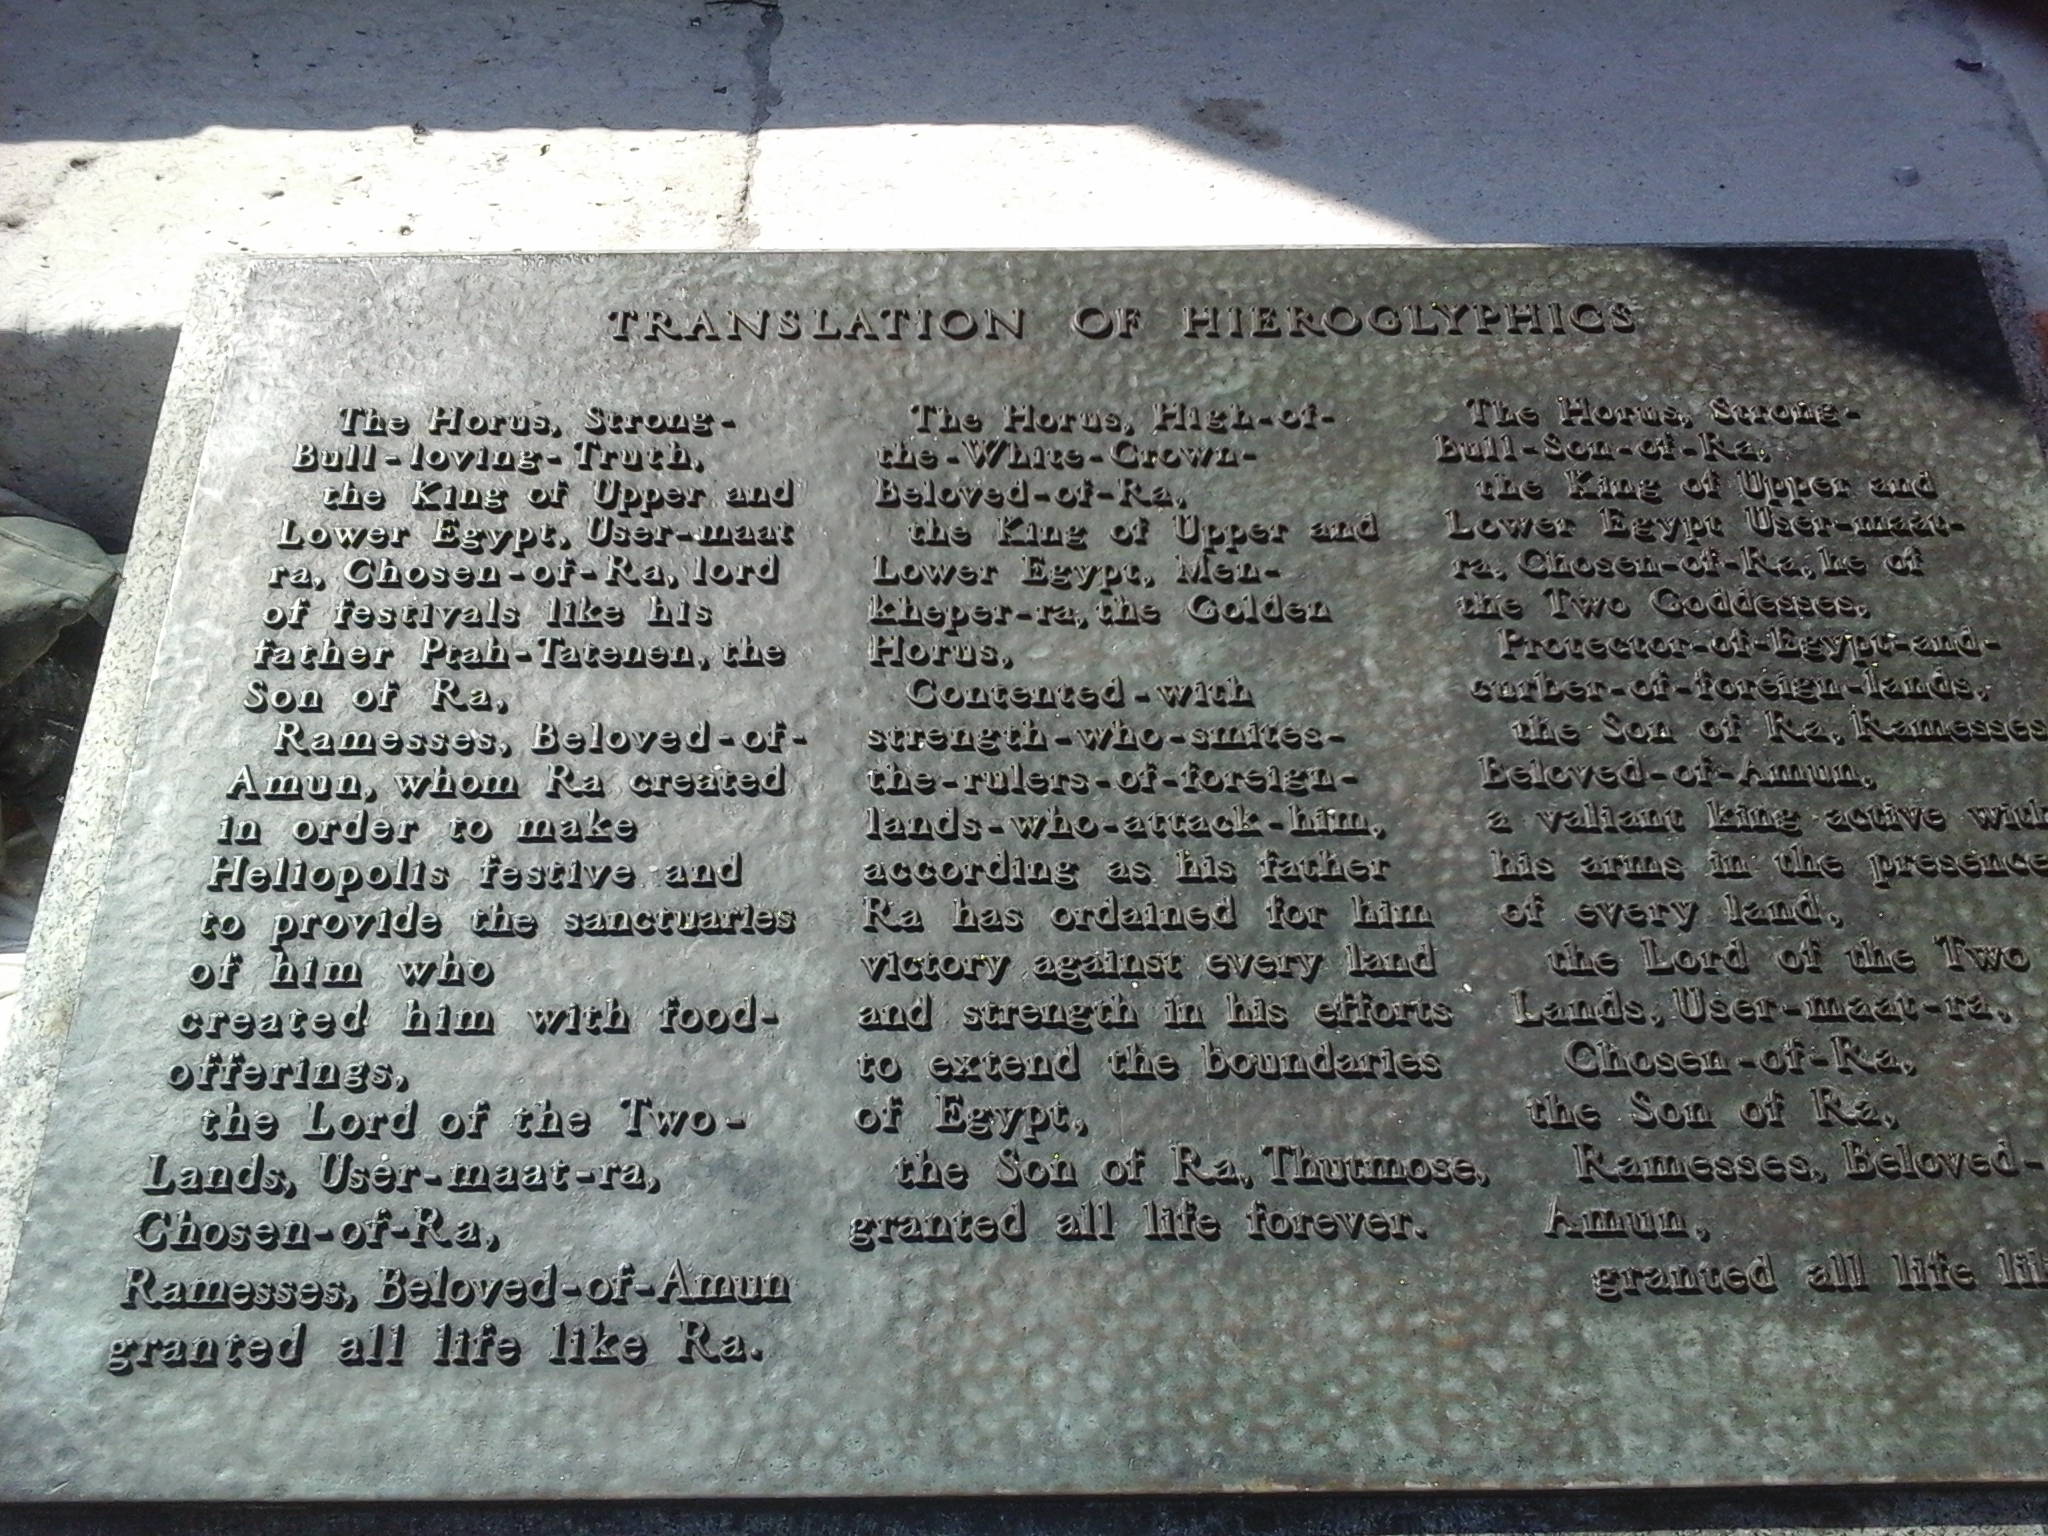 TRANSLATION OF HIEROGLYPHICS
The Horus, Strong-
Bull-loving-Truth,
the King of Upper and
Lower Egypt, User-maat
ra, Chosen-of-Ra, lord
of festivals like his
father Ptah-Tatenen, the
Son of Ra,
Ramesses, Beloved-of-
Amun, whom Ra created
in order to make
Heliopolis festive and
to provide the sanctuaries
of him who
created him with food-
offerings,
the Lord of the Two-
Lands, User-maat-ra,
Chosen-of-Ra,
Ramesses, Beloved-of-Amun
granted all life like Ra.
The Horus, High-of-
the-White-Crown-
Beloved-of-Ra,
the King of Upper and
Lower Egypt, Men-
kheper-ra, the Golden
Horus,
Contented-with
strength-who-smites-
the-rulers-of-foreign-
lands-who-attack-him,
according as his father
Ra has ordained for him
victory against every land
and strength in his efforts
to extend the boundaries
of Egypt,
the Son of Ra, Thutmose,
granted all life forever.
The Horus, Strong-
Bull-Son-of-Ra,
the King of Upper and
Lower Egypt User-maat-
ra, Chosen-of-Ra, he of
the Two Goddesses,
Protector-of-Egypt-and-
curber-of-foreign-lands,
the Son of Ra, Ramesses
Beloved-of-Amun,
a valiant king active with
his arms in the presence
of every land,
the Lord of the Two
Lands, User-maat-ra,
Chosen-of-Ra,
the Son of Ra,
Ramesses, Beloved-
Amun,
granted all life